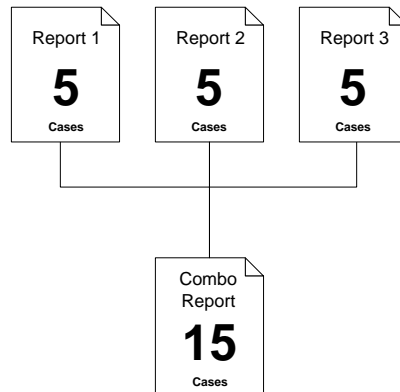 Report 1
5
Cases
Report 2
5
Cases
Report 3
5
Cases
Combo
Report
15
Cases